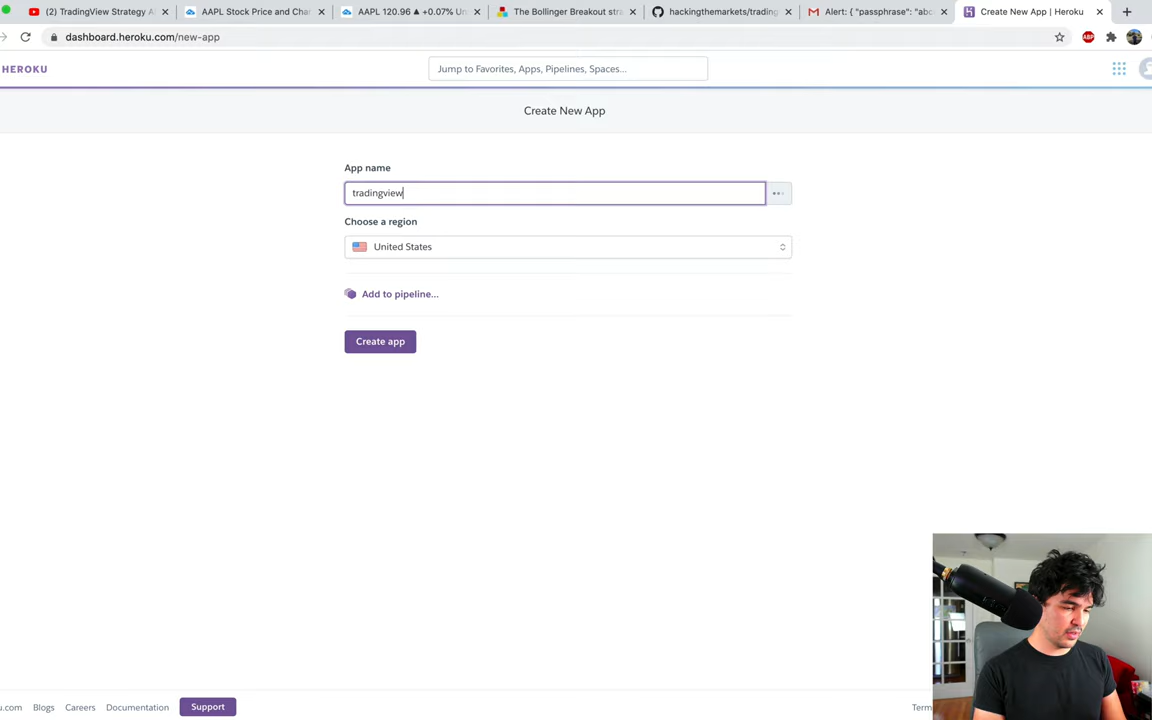 (2) TradingView Strategy A
AAPL Stock Price and Cha
AAPL 120.96 ▲ +0.07% Un
The Bollinger Breakout stra
hackingthemarkets/trading
Alert: { "passphrase": "abc
Create New App | Heroku
dashboard.heroku.com/new-app
ABP
HEROKU
Jump to Favorites, Apps, Pipelines, Spaces...
Create New App
App name
tradingview
Choose a region
United States
Add to pipeline...
Create app
u.com Blogs Careers Documentation Support Term